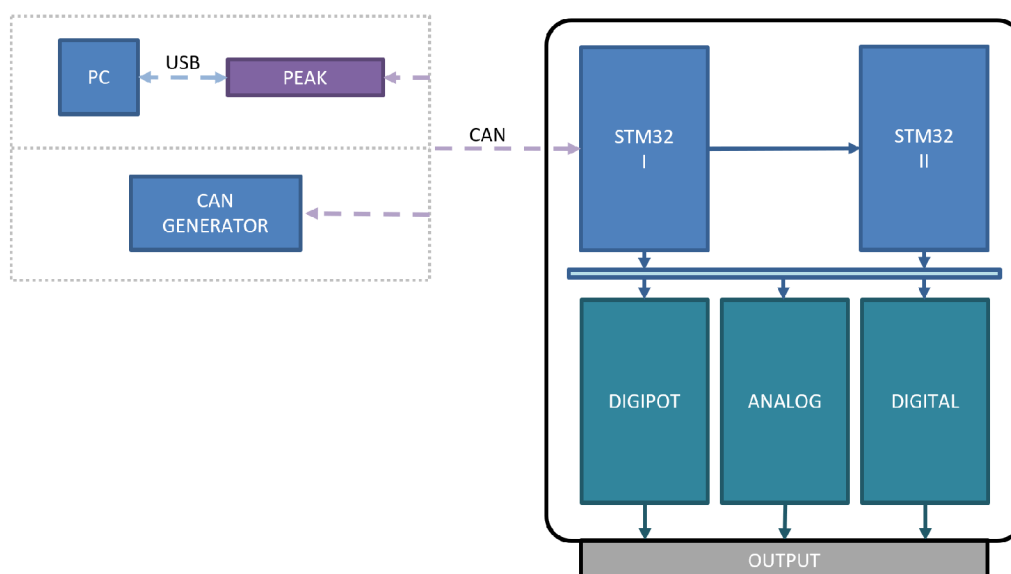 PC
USB
PEAK
CAN
CAN
GENERATOR
STM32
I
STM32
II
DIGIPOT
ANALOG
DIGITAL
OUTPUT